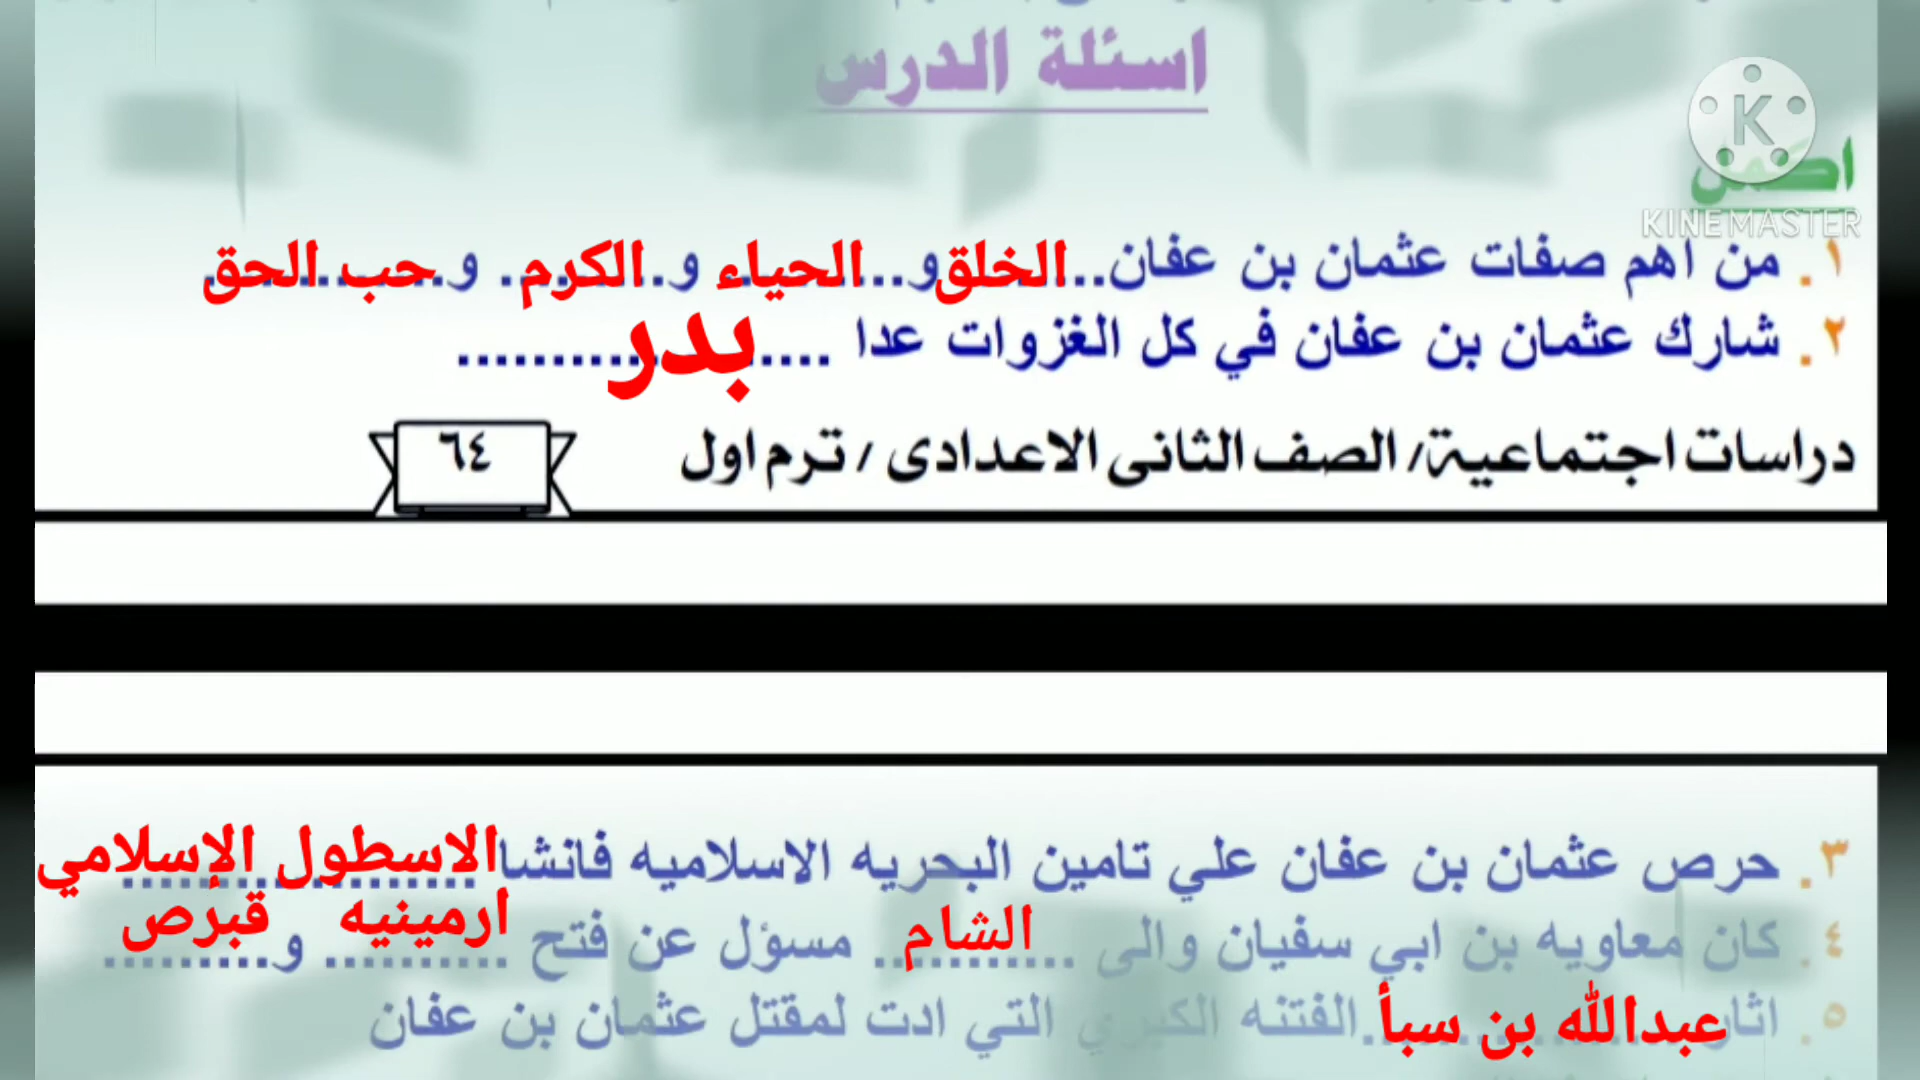 اسئلة الدرس
اكمل
KINEMASTER
١. من اهم صفات عثمان بن عفان..الخلق و...الحياء... و...الكرم... و...حب الحق
٢. شارك عثمان بن عفان في كل الغزوات عدا ....بدر............
دراسات اجتماعية/ الصف الثانى الاعدادى / ترم اول ٦٤
٣. حرص عثمان بن عفان علي تامين البحريه الاسلاميه فانشا الاسطول الإسلامي
٤. كان معاويه بن ابي سفيان والى ...الشام... مسؤل عن فتح ارمينيه و قبرص
٥. اثار عبدالله بن سبأ..الفتنه الكبري التي ادت لمقتل عثمان بن عفان